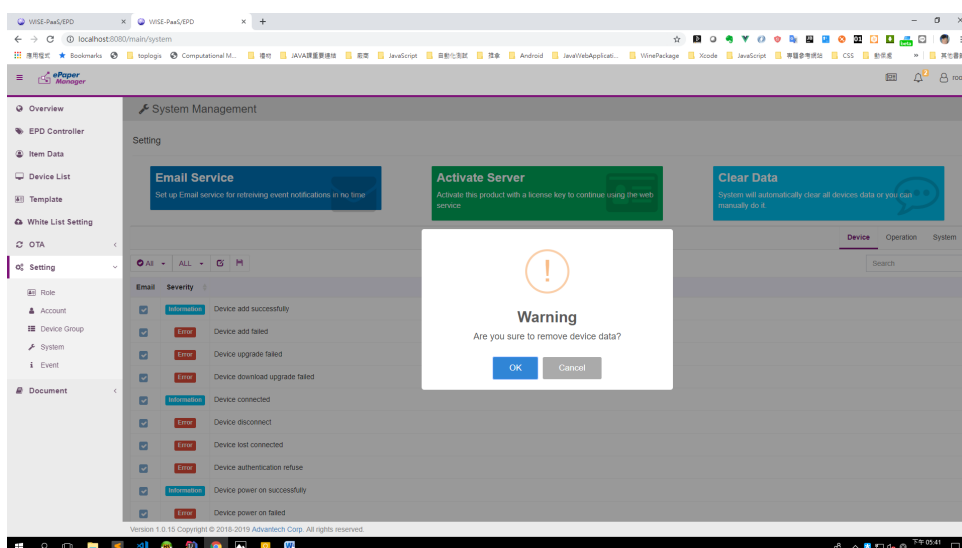 WISE-PaaS/EPD
WISE-PaaS/EPD
localhost:8080/main/system
應用程式 Bookmarks toplogis Computational M... JavaScript Android JavaWebApplicati... WinePackage Xcode JavaScript CSS
ePaper Manager
Overview
EPD Controller
Item Data
Device List
Template
White List Setting
OTA
Setting
Role
Account
Device Group
System
Event
Document
System Management
Setting
Email Service
Set up Email service for retreiving event notifications in no time
Activate Server
Activate this product with a license key to continue using the web
service
Clear Data
System will automatically clear all devices data or you can
manually do it.
Device Operation System
All ALL Search
Email Severity
Information Device add successfully
Error Device add failed
Error Device upgrade failed
Error Device download upgrade failed
Information Device connected
Error Device disconnect
Error Device lost connected
Error Device authentication refuse
Information Device power on successfully
Error Device power on failed
Warning
Are you sure to remove device data?
OK Cancel
Version 1.0.15 Copyright © 2018-2019 Advantech Corp. All rights reserved.
下午 05:41